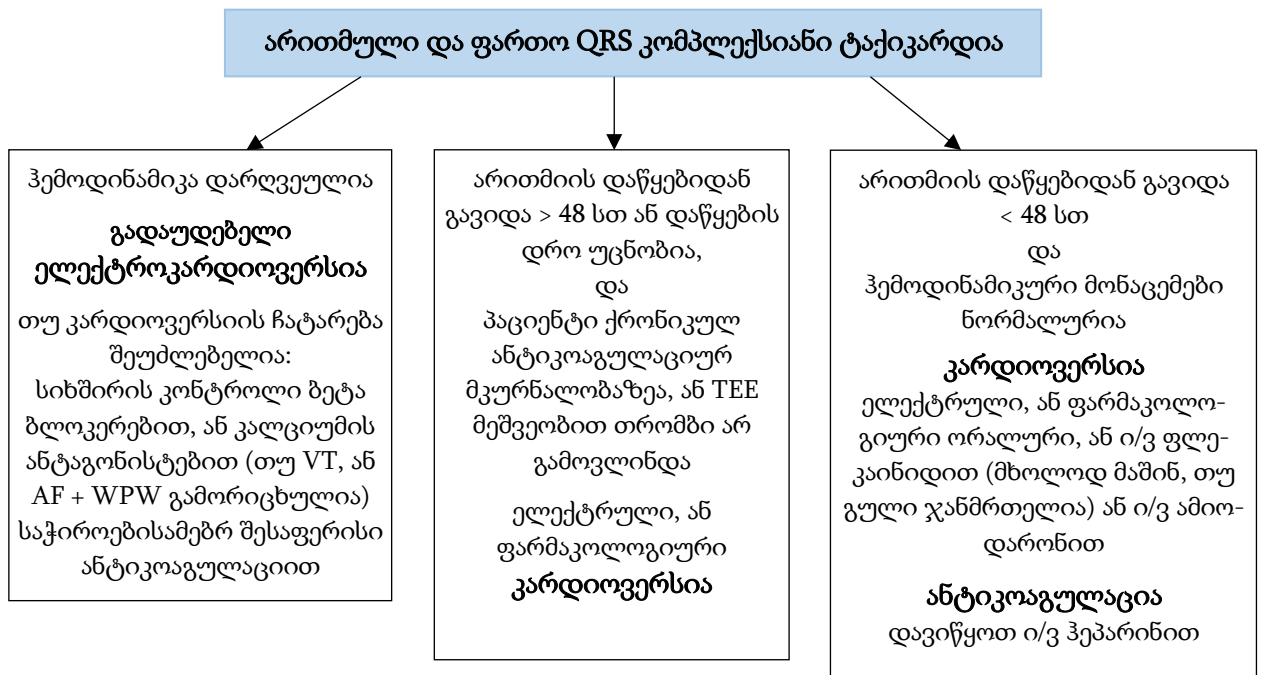 არითმული და ფართო QRS კომპლექსიანი ტაქიკარდია
ჰემოდინამიკა დარღვეულია
გადაუდებელი
ელექტროკარდიოვერსია
თუ კარდიოვერსიის ჩატარება
შეუძლებელია:
სიხშირის კონტროლი ბეტა
ბლოკერებით, ან კალციუმის
ანტაგონისტებით (თუ VT, ან
AF + WPW გამორიცხულია)
საჭიროებისამებრ შესაფერისი
ანტიკოაგულაციით
არითმიის დაწყებიდან
გავიდა > 48 სთ ან დაწყების
დრო უცნობია,
და
პაციენტი ქრონიკულ
ანტიკოაგულაციურ
მკურნალობაზეა, ან TEE
მეშვეობით თრომბი არ
გამოვლინდა
ელექტრული, ან
ფარმაკოლოგიური
კარდიოვერსია
არითმიის დაწყებიდან გავიდა
< 48 სთ
და
ჰემოდინამიკური მონაცემები
ნორმალურია
კარდიოვერსია
ელექტრული, ან ფარმაკოლო-
გიური ორალური, ან ი/ვ ფლე-
კაინიდით (მხოლოდ მაშინ, თუ
გული ჯანმრთელია) ან ი/ვ ამიო-
დარონით
ანტიკოაგულაცია
დავიწყოთ ი/ვ ჰეპარინით